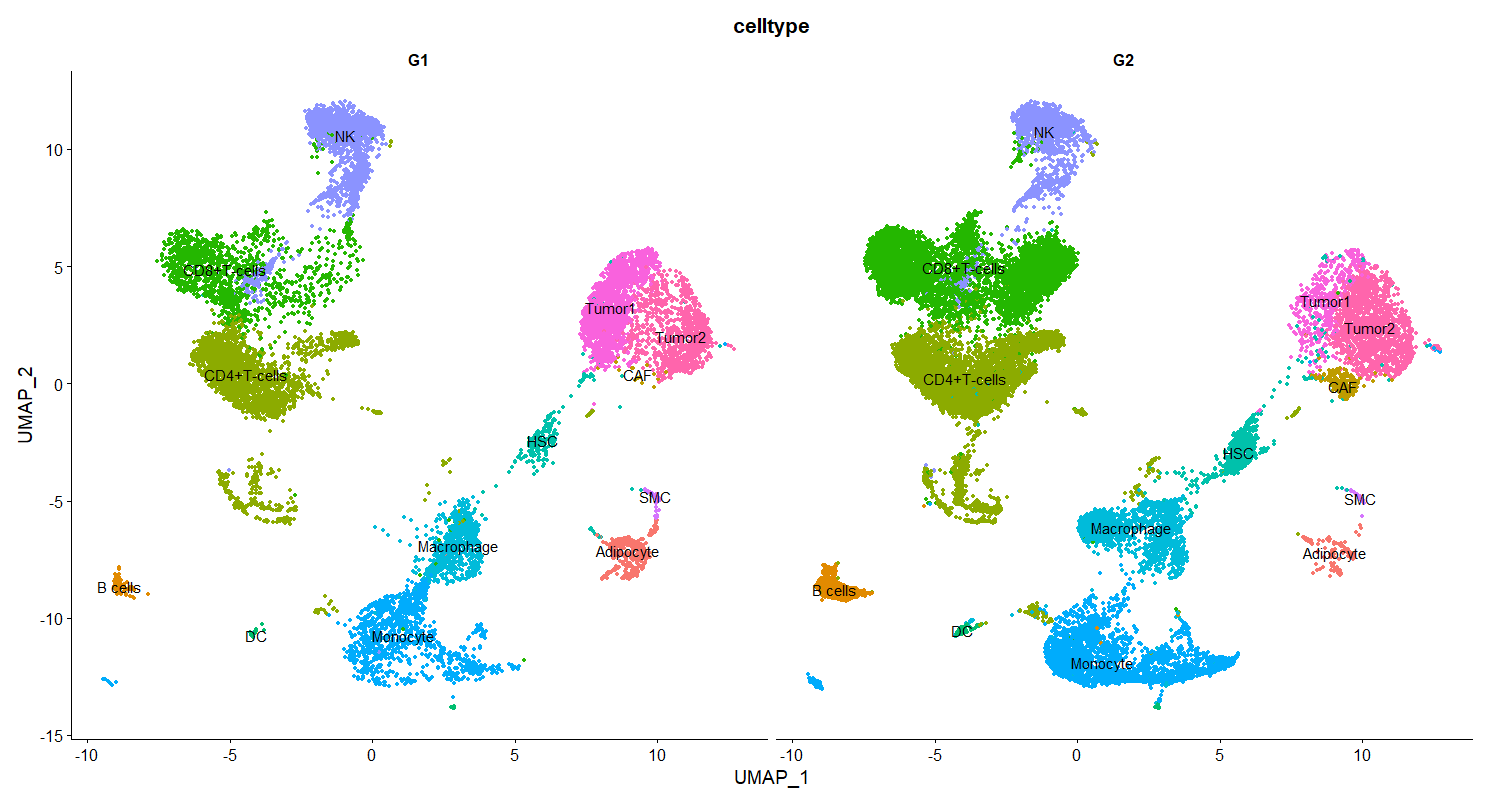 celltype
G1
G2
UMAP_2
10
5
0
-5
-10
-15
NK
CD8+T-cells
CD4+T-cells
Tumor1
Tumor2
CAF
HSC
SMC
Macrophage
Adipocyte
B cells
DC
Monocyte
NK
CD8+T-cells
CD4+T-cells
Tumor1
Tumor2
CAF
HSC
SMC
Macrophage
Adipocyte
B cells
DC
Monocyte
-10 -5 0 5 10
-10 -5 0 5 10
UMAP_1